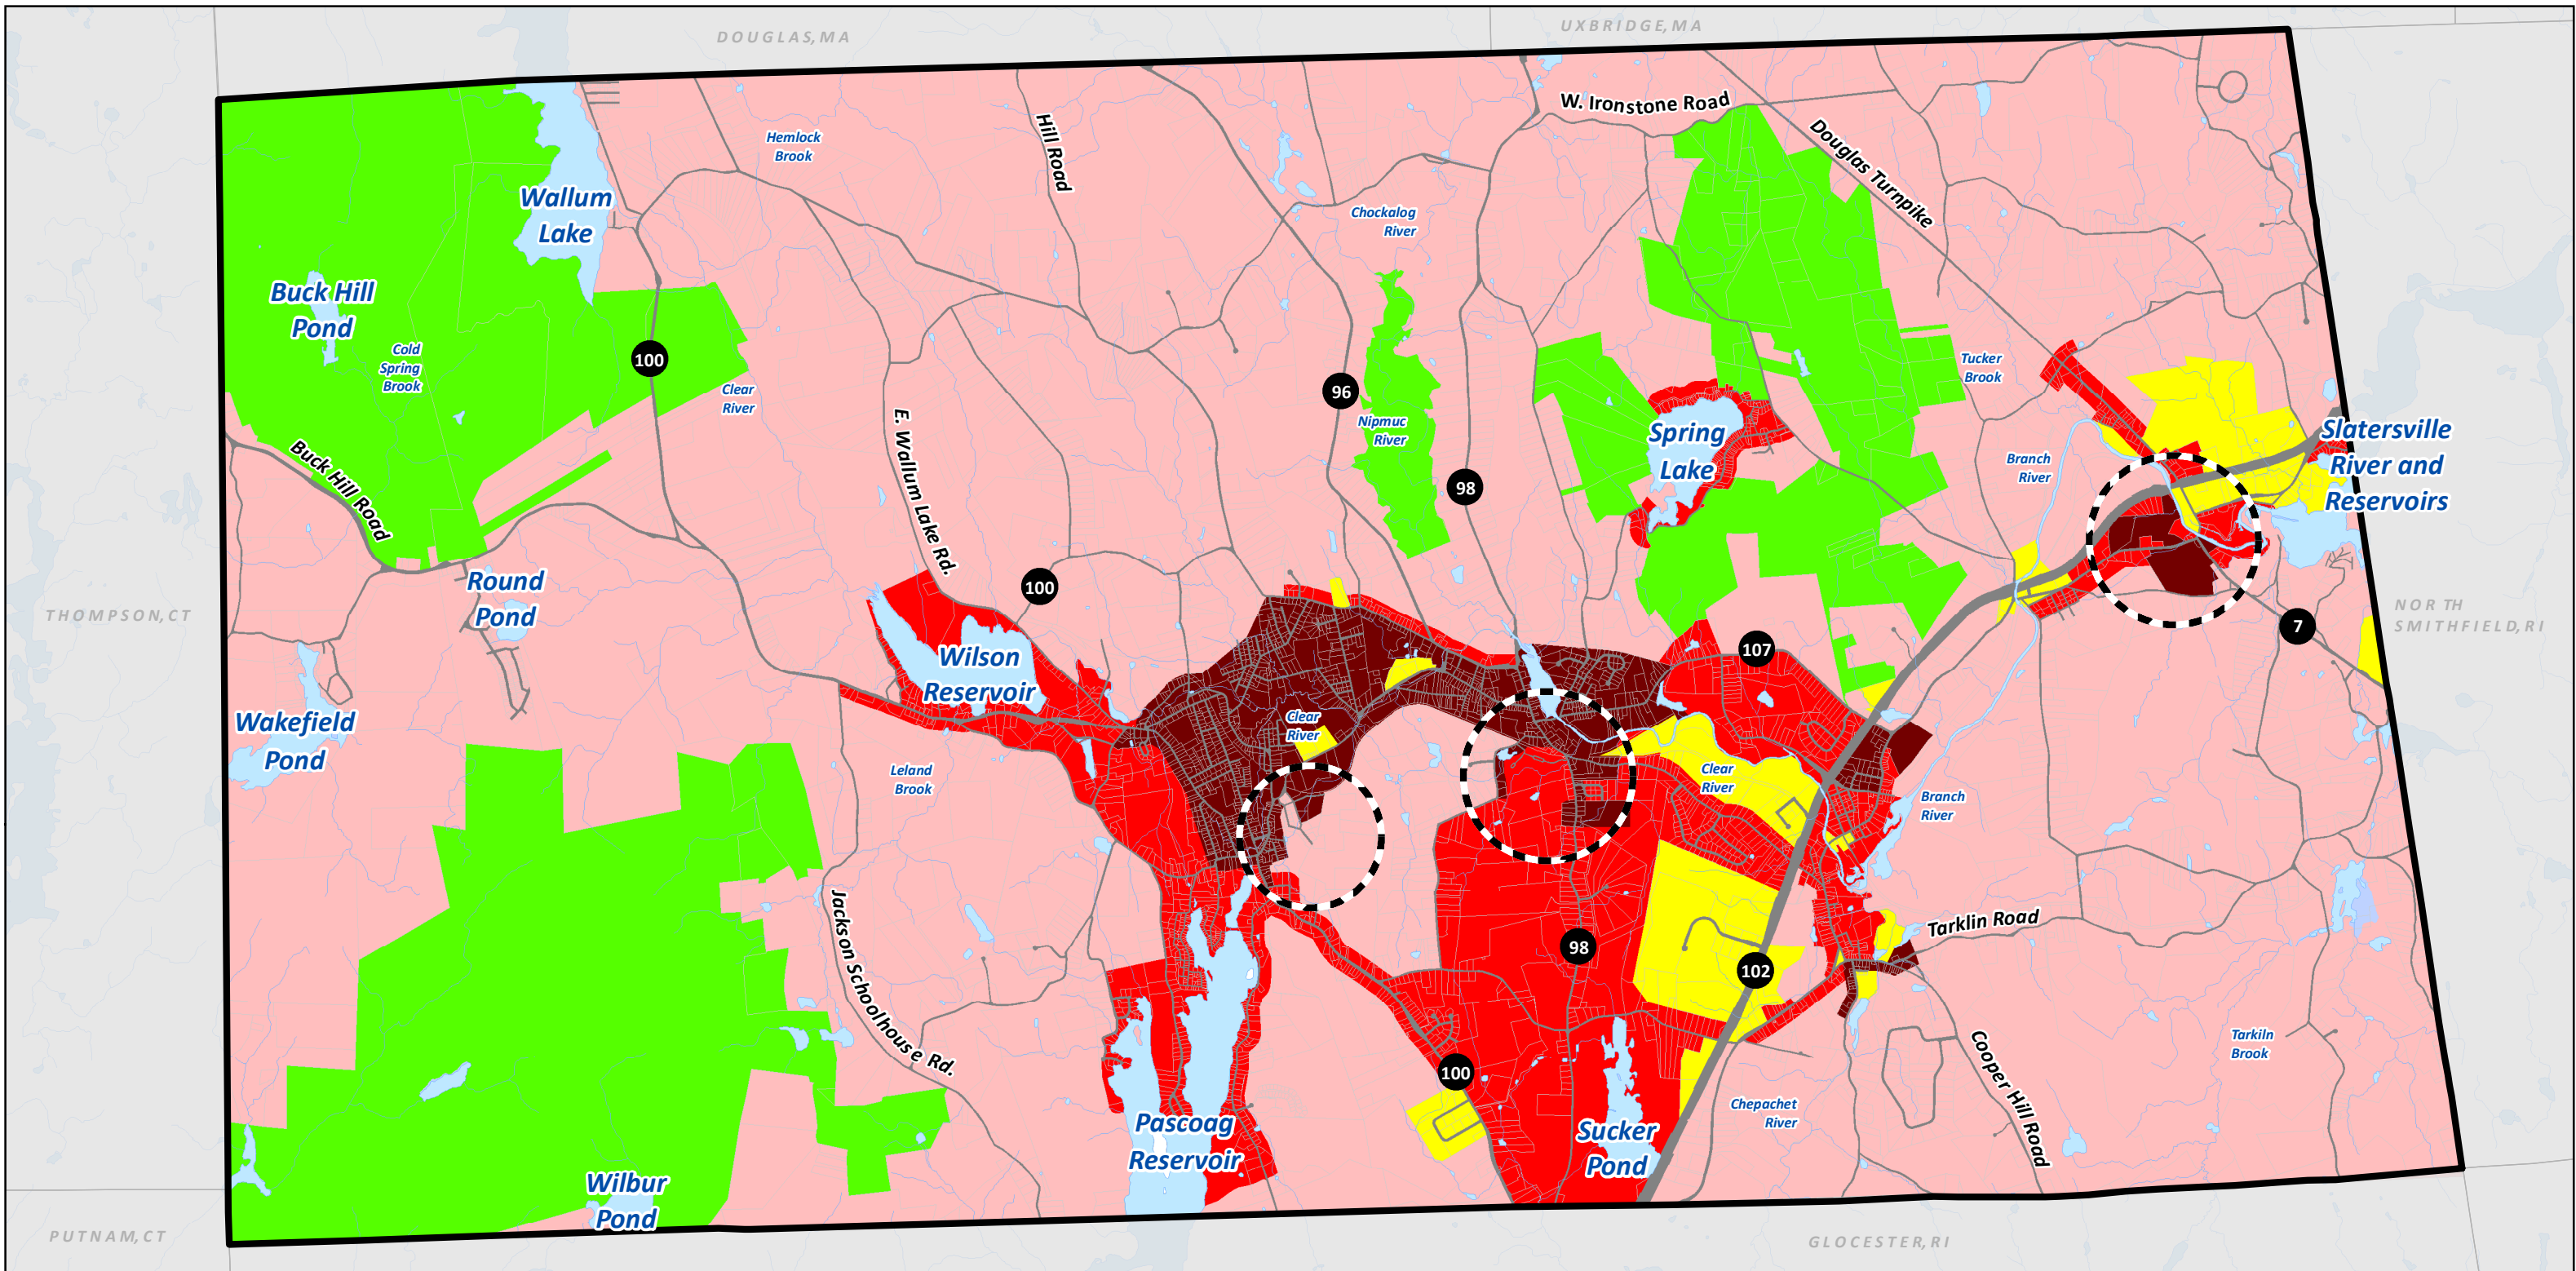 DOUGLAS, MA
UXBRIDGE, MA
W. Ironstone Road
Hill Road
Douglas Turnpike
Hemlock
Brook
Wallum
Lake
Chockalog
River
Buck Hill
Pond
Cold
Spring
Brook
100
Clear
River
96
Nipmuc
River
98
Tucker
Brook
Spring
Lake
Slatersville
River and
Reservoirs
Branch
River
Buck Hill Road
E. Wallum Lake Rd.
Round
Pond
100
THOMPSON, CT
NORTH
SMITHFIELD, RI
7
107
Wilson
Reservoir
Wakefield
Pond
Clear
River
Leland
Brook
Clear
River
Branch
River
Jackson Schoolhouse Rd.
Tarklin Road
98
102
Cooper Hill Road
Tarkiln
Brook
100
Chepachet
River
Pascoag
Reservoir
Sucker
Pond
Wilbur
Pond
PUTNAM, CT
GLOCESTER, RI